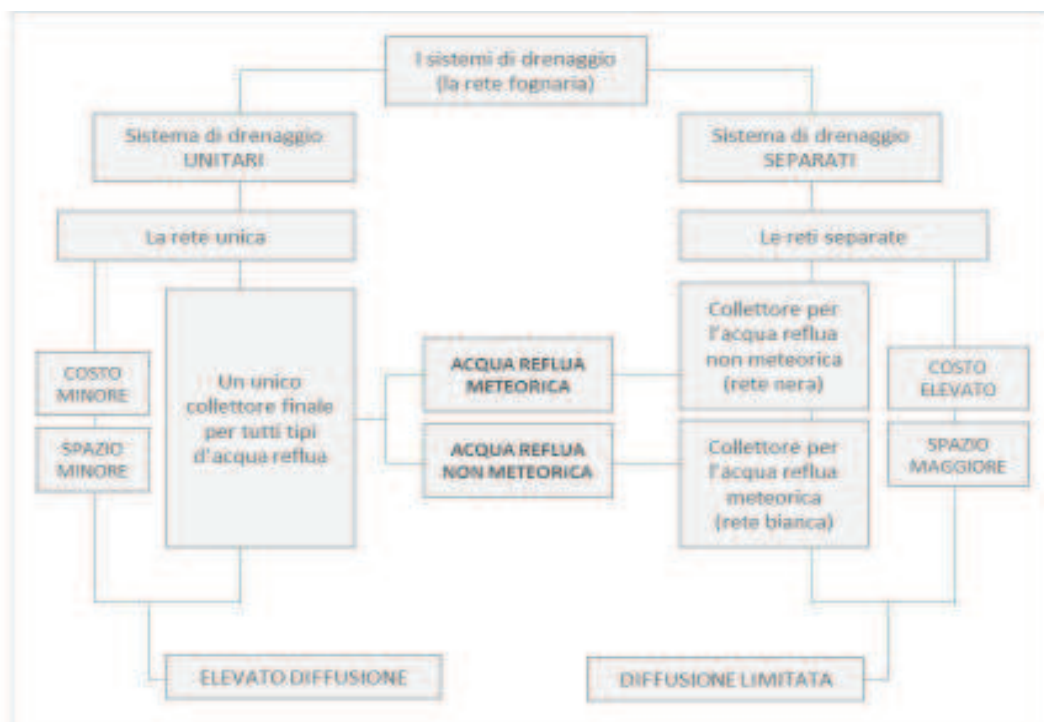 I sistemi di drenaggio
(la rete fognaria)
Sistema di drenaggio
UNITARI
Sistema di drenaggio
SEPARATI
La rete unica
Le reti separate
COSTO
MINORE
SPAZIO
MINORE
Un unico
collettore finale
per tutti tipi
d'acqua reflua
ACQUA REFLUA
METEORICA
ACQUA REFLUA
NON METEORICA
Collettore per
l'acqua reflua
non meteorica
(rete nera)
Collettore per
l'acqua reflua
meteorica
(rete bianca)
COSTO
ELEVATO
SPAZIO
MAGGIORE
ELEVATO DIFFUSIONE
DIFFUSIONE LIMITATA